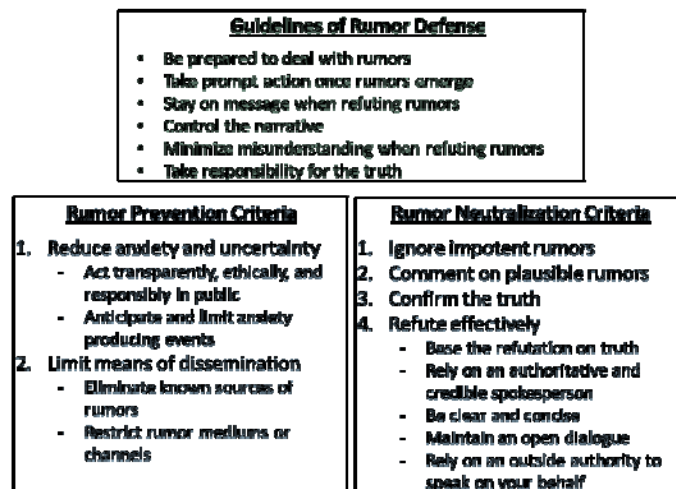 Guidelines of Rumor Defense
• Be prepared to deal with rumors
• Take prompt action once rumors emerge
• Stay on message when refuting rumors
• Control the narrative
• Minimize misunderstanding when refuting rumors
• Take responsibility for the truth
Rumor Prevention Criteria
1. Reduce anxiety and uncertainty
- Act transparently, ethically, and
responsibly in public
- Anticipate and limit anxiety
producing events
2. Limit means of dissemination
- Eliminate known sources of
rumors
- Restrict rumor mediums or
channels
Rumor Neutralization Criteria
1. Ignore impotent rumors
2. Comment on plausible rumors
3. Confirm the truth
4. Refute effectively
- Base the refutation on truth
- Rely on an authoritative and
credible spokesperson
- Be clear and concise
- Maintain an open dialogue
- Rely on an outside authority to
speak on your behalf